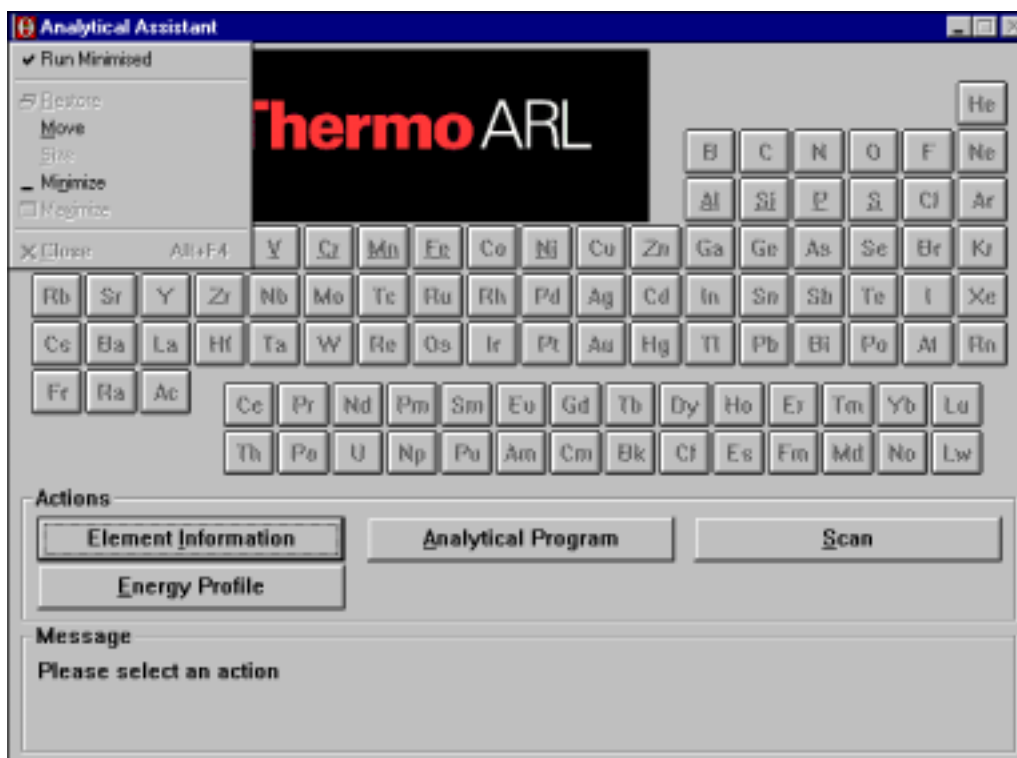 Analytical Assistant
Run Minimised
Restore
Move
Size
Minimize
Maximize
Close Alt+F4
Thermo ARL
He
B C N O F Ne
Al Si P S Cl Ar
V Cr Mn Fe Co Ni Cu Zn Ga Ge As Se Br Kr
Rb Sr Y Zr Nb Mo Tc Ru Rh Pd Ag Cd In Sn Sb Te I Xe
Cs Ba La Hf Ta W Re Os Ir Pt Au Hg Tl Pb Bi Po At Rn
Fr Ra Ac
Ce Pr Nd Pm Sm Eu Gd Tb Dy Ho Er Tm Yb Lu
Th Pa U Np Pu Am Cm Bk Cf Es Fm Md No Lw
Actions
Element Information Analytical Program Scan
Energy Profile
Message
Please select an action